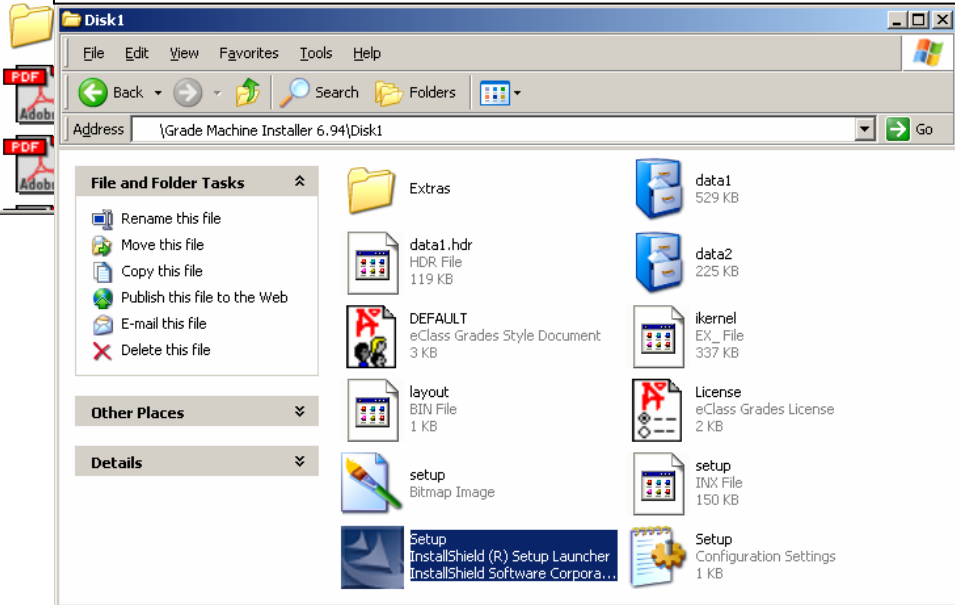 Disk1
File Edit View Favorites Tools Help
Back Search Folders
Address \Grade Machine Installer 6.94\Disk1 Go
PDF
Adobe
PDF
Adobe
File and Folder Tasks
Rename this file
Move this file
Copy this file
Publish this file to the Web
E-mail this file
Delete this file
Other Places
Details
Extras
data1
529 KB
data1.hdr
HDR File
119 KB
data2
225 KB
DEFAULT
eClass Grades Style Document
3 KB
ikernel
EX_ File
337 KB
layout
BIN File
1 KB
License
eClass Grades License
2 KB
setup
Bitmap Image
setup
INX File
150 KB
Setup
InstallShield (R) Setup Launcher
InstallShield Software Corpora...
Setup
Configuration Settings
1 KB